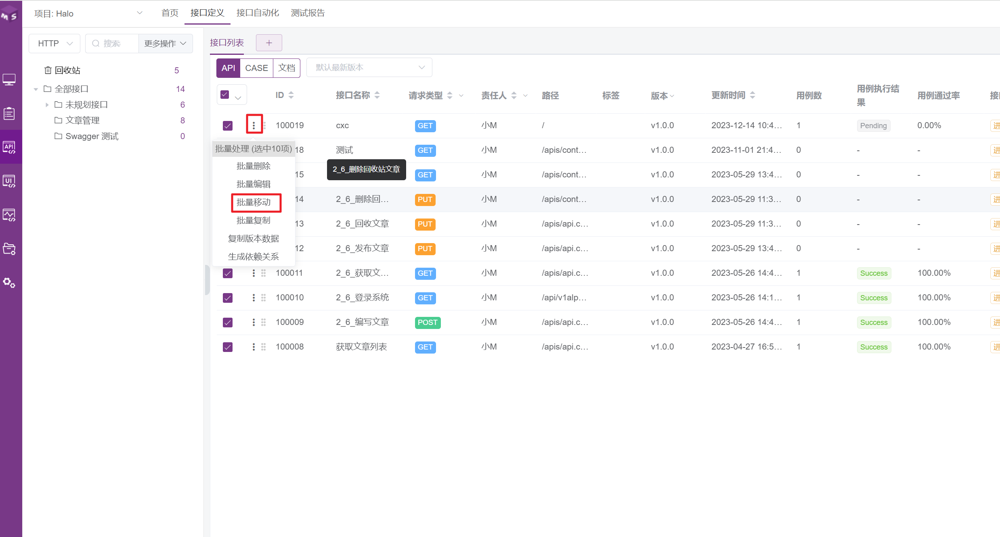 MS
项目: Halo
首页 接口定义 接口自动化 测试报告
HTTP 搜索 更多操作
回收站 5
全部接口 14
未规划接口 6
文章管理 8
Swagger 测试 0
API
UI
接口列表 +
API CASE 文档 默认最新版本
ID 接口名称 请求类型 责任人 路径 标签 版本 更新时间 用例数 用例执行结果 用例通过率
100019 cxc GET 小M / v1.0.0 2023-12-14 10:4... 1 Pending 0.00% 进
18 测试 GET 小M /apis/cont... v1.0.0 2023-11-01 21:4... 0 - - 进
15 GET 小M /apis/cont... v1.0.0 2023-05-29 13:4... 0 - - 进
14 2_6_删除回... PUT 小M /apis/cont... v1.0.0 2023-05-29 11:3... 0 - - 进
13 2_6_回收文章 PUT 小M /apis/api.c... v1.0.0 2023-05-29 11:3... 0 - - 进
12 2_6_发布文章 PUT 小M /apis/api.c... v1.0.0 2023-05-29 13:4... 0 - - 进
100011 2_6_获取文... GET 小M /apis/api.c... v1.0.0 2023-05-26 14:4... 1 Success 100.00% 进
100010 2_6_登录系统 GET 小M /api/v1alp... v1.0.0 2023-05-26 14:1... 1 Success 100.00% 进
100009 2_6_编写文章 POST 小M /apis/api.c... v1.0.0 2023-05-26 14:4... 1 Success 100.00% 进
100008 获取文章列表 GET 小M /apis/api.c... v1.0.0 2023-04-27 16:5... 1 Success 100.00% 进
批量处理 (选中10项)
批量删除
批量编辑
批量移动
批量复制
复制版本数据
生成依赖关系
2_6_删除回收站文章